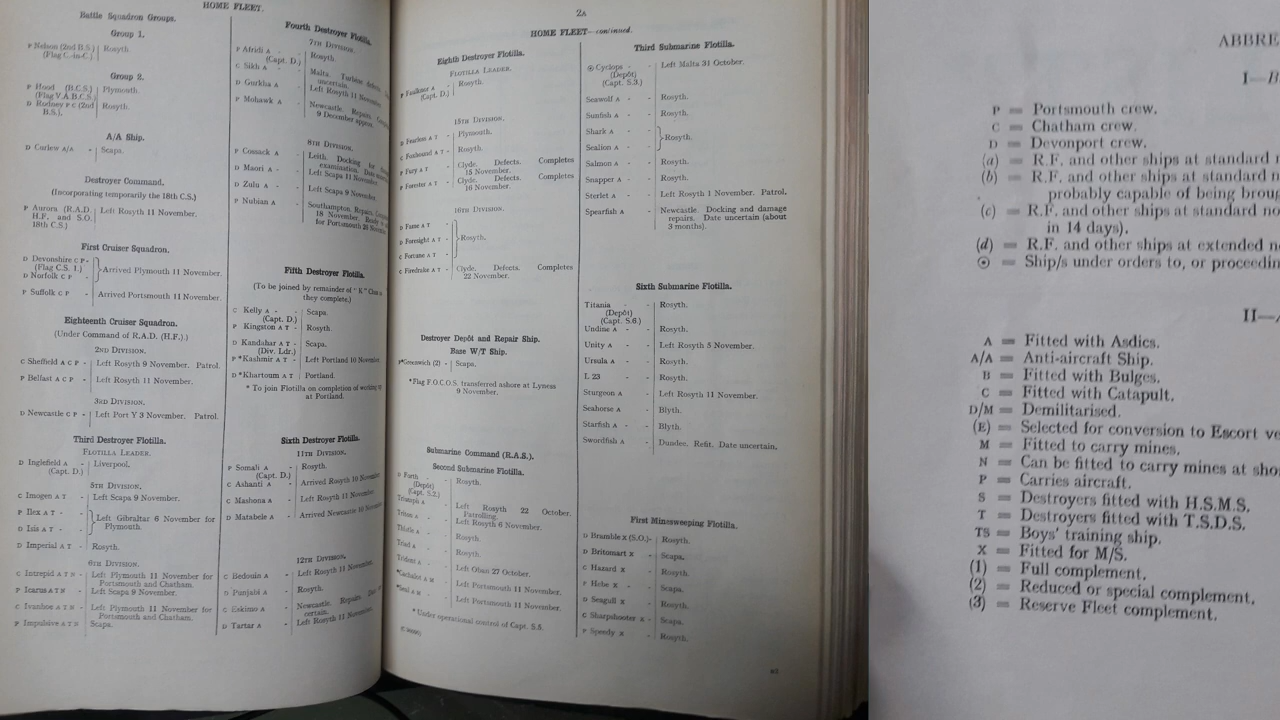 HOME FLEET.
Battle Squadron Groups.
Group 1.
P Nelson (2nd B.S.) Rosyth.
(Flag C.-in-C.)
Group 2.
P Hood (B.C.S.) Plymouth.
(Flag V.A.B.C.S.)
D Rodney P C (2nd Rosyth.
B.S.).
A/A Ship.
D Curlew A/A - Scapa.
Destroyer Command.
(Incorporating temporarily the 18th C.S.)
P Aurora (R.A.D. Left Rosyth 11 November.
H.F. and S.O.
18th C.S.)
First Cruiser Squadron.
D Devonshire C P -
(Flag C.S. 1.) Arrived Plymouth 11 November.
D Norfolk C P -
P Suffolk C P - Arrived Portsmouth 11 November.
Eighteenth Cruiser Squadron.
(Under Command of R.A.D. (H.F.).)
2ND DIVISION.
C Sheffield A C P - Left Rosyth 9 November. Patrol.
P Belfast A C P - Left Rosyth 11 November.
3RD DIVISION.
D Newcastle C P - Left Port Y 3 November. Patrol.
Third Destroyer Flotilla.
FLOTILLA LEADER.
D Inglefield A - Liverpool.
(Capt. D.)
5TH DIVISION.
C Imogen A T - Left Scapa 9 November.
P Ilex A T - - Left Gibraltar 6 November for
D Isis A T - Plymouth.
D Imperial A T - Rosyth.
6TH DIVISION.
C Intrepid A T N - Left Plymouth 11 November for
Portsmouth and Chatham.
P Icarus A T N - Left Scapa 9 November.
C Ivanhoe A T N - Left Plymouth 11 November for
Portsmouth and Chatham.
P Impulsive A T N Scapa.
Fourth Destroyer Flotilla.
7TH DIVISION.
P Afridi A - - Rosyth.
(Capt. D.)
C Sikh A - - Malta. Turbine
uncertain.
D Gurkha A - Left Rosyth 11 November.
P Mohawk A - Newcastle. Repairs.
9 December approx.
8TH DIVISION.
P Cossack A - Leith. Docking for
examination. Date
D Maori A - - Left Scapa 11 November.
D Zulu A - - Left Scapa 9 November.
P Nubian A - - Southampton. Repairs.
18 November. Ready
for Portsmouth 20 November
Fifth Destroyer Flotilla.
(To be joined by remainder of "K" Class as
they complete.)
C Kelly A - - Scapa.
(Capt. D.)
P Kingston A T - Rosyth.
D Kandahar A T - Scapa.
(Div. Ldr.)
P *Kashmir A T - Left Portland 10 November.
D *Khartoum A T - Portland.
* To join Flotilla on completion of working up
at Portland.
Sixth Destroyer Flotilla.
11TH DIVISION.
P Somali A - Rosyth.
(Capt. D.)
C Ashanti A - Arrived Rosyth 10 November.
C Mashona A - Left Rosyth 11 November.
D Matabele A - Arrived Newcastle 10 November
12TH DIVISION.
C Bedouin A - Left Rosyth 11 November.
D Punjabi A - Rosyth.
C Eskimo A - Newcastle. Repairs.
certain.
D Tartar A - Left Rosyth 11 November.
2A
HOME FLEET—continued.
Eighth Destroyer Flotilla.
FLOTILLA LEADER.
P Faulknor A - Rosyth.
(Capt. D.)
15TH DIVISION.
D Fearless A T - Plymouth.
C Foxhound A T - Rosyth.
P Fury A T - Clyde. Defects. Completes
15 November.
P Forester A T - Clyde. Defects. Completes
16 November.
16TH DIVISION.
D Fame A T -
D Foresight A T - Rosyth.
C Fortune A T -
C Firedrake A T - Clyde. Defects. Completes
22 November.
Destroyer Depôt and Repair Ship.
Base W/T Ship.
P*Greenwich (2) - Scapa.
*Flag F.O.C.O.S. transferred ashore at Lyness
9 November.
Submarine Command (R.A.S.).
Second Submarine Flotilla.
D Forth - Rosyth.
(Depôt)
(Capt. S.2.)
Triumph A - Left Rosyth 22 October.
Patrolling.
Triton A - Left Rosyth 6 November.
Thistle A - Rosyth.
Triad A - Rosyth.
Trident A - Left Oban 27 October.
*Cachalot A M - Left Portsmouth 11 November.
*Seal A M - Left Portsmouth 11 November.
* Under operational control of Capt. S.5.
Third Submarine Flotilla.
⊙ Cyclops - - Left Malta 31 October.
(Depôt)
(Capt. S.3.)
Seawolf A - - Rosyth.
Sunfish A - - Rosyth.
Shark A - - Rosyth.
Sealion A - -
Salmon A - - Rosyth.
Snapper A - - Rosyth.
Sterlet A - - Left Rosyth 1 November. Patrol.
Spearfish A - - Newcastle Docking and damage
repairs. Date uncertain (about
3 months).
Sixth Submarine Flotilla.
Titania - - Rosyth.
(Depôt)
(Capt. S.6.)
Undine A - - Rosyth.
Unity A - - Left Rosyth 5 November.
Ursula A - - Rosyth.
L 23 - - Rosyth.
Sturgeon A - - Left Rosyth 11 November.
Seahorse A - Blyth.
Starfish A - - Blyth.
Swordfish A - Dundee. Refit. Date uncertain.
First Minesweeping Flotilla.
D Bramble X (S.O.)- Rosyth.
D Britomart X - Scapa.
C Hazard X - Rosyth.
P Hebe X - Scapa.
D Seagull X - Rosyth.
C Sharpshooter X - Scapa.
P Speedy X - Rosyth.
ABBRE
I—B
P = Portsmouth crew.
C = Chatham crew.
D = Devonport crew.
(a) = R.F. and other ships at standard n
(b) = R.F. and other ships at standard n
probably capable of being broug
(c) = R.F. and other ships at standard no
in 14 days).
(d) = R.F. and other ships at extended n
⊙ = Ship/s under orders to, or proceedin
II—A
A = Fitted with Asdics.
A/A = Anti-aircraft Ship.
B = Fitted with Bulges.
C = Fitted with Catapult.
D/M = Demilitarised.
(E) = Selected for conversion to Escort ve
M = Fitted to carry mines.
N = Can be fitted to carry mines at shor
P = Carries aircraft.
S = Destroyers fitted with H.S.M.S.
T = Destroyers fitted with T.S.D.S.
TS = Boys' training ship.
X = Fitted for M/S.
(1) = Full complement.
(2) = Reduced or special complement.
(3) = Reserve Fleet complement.